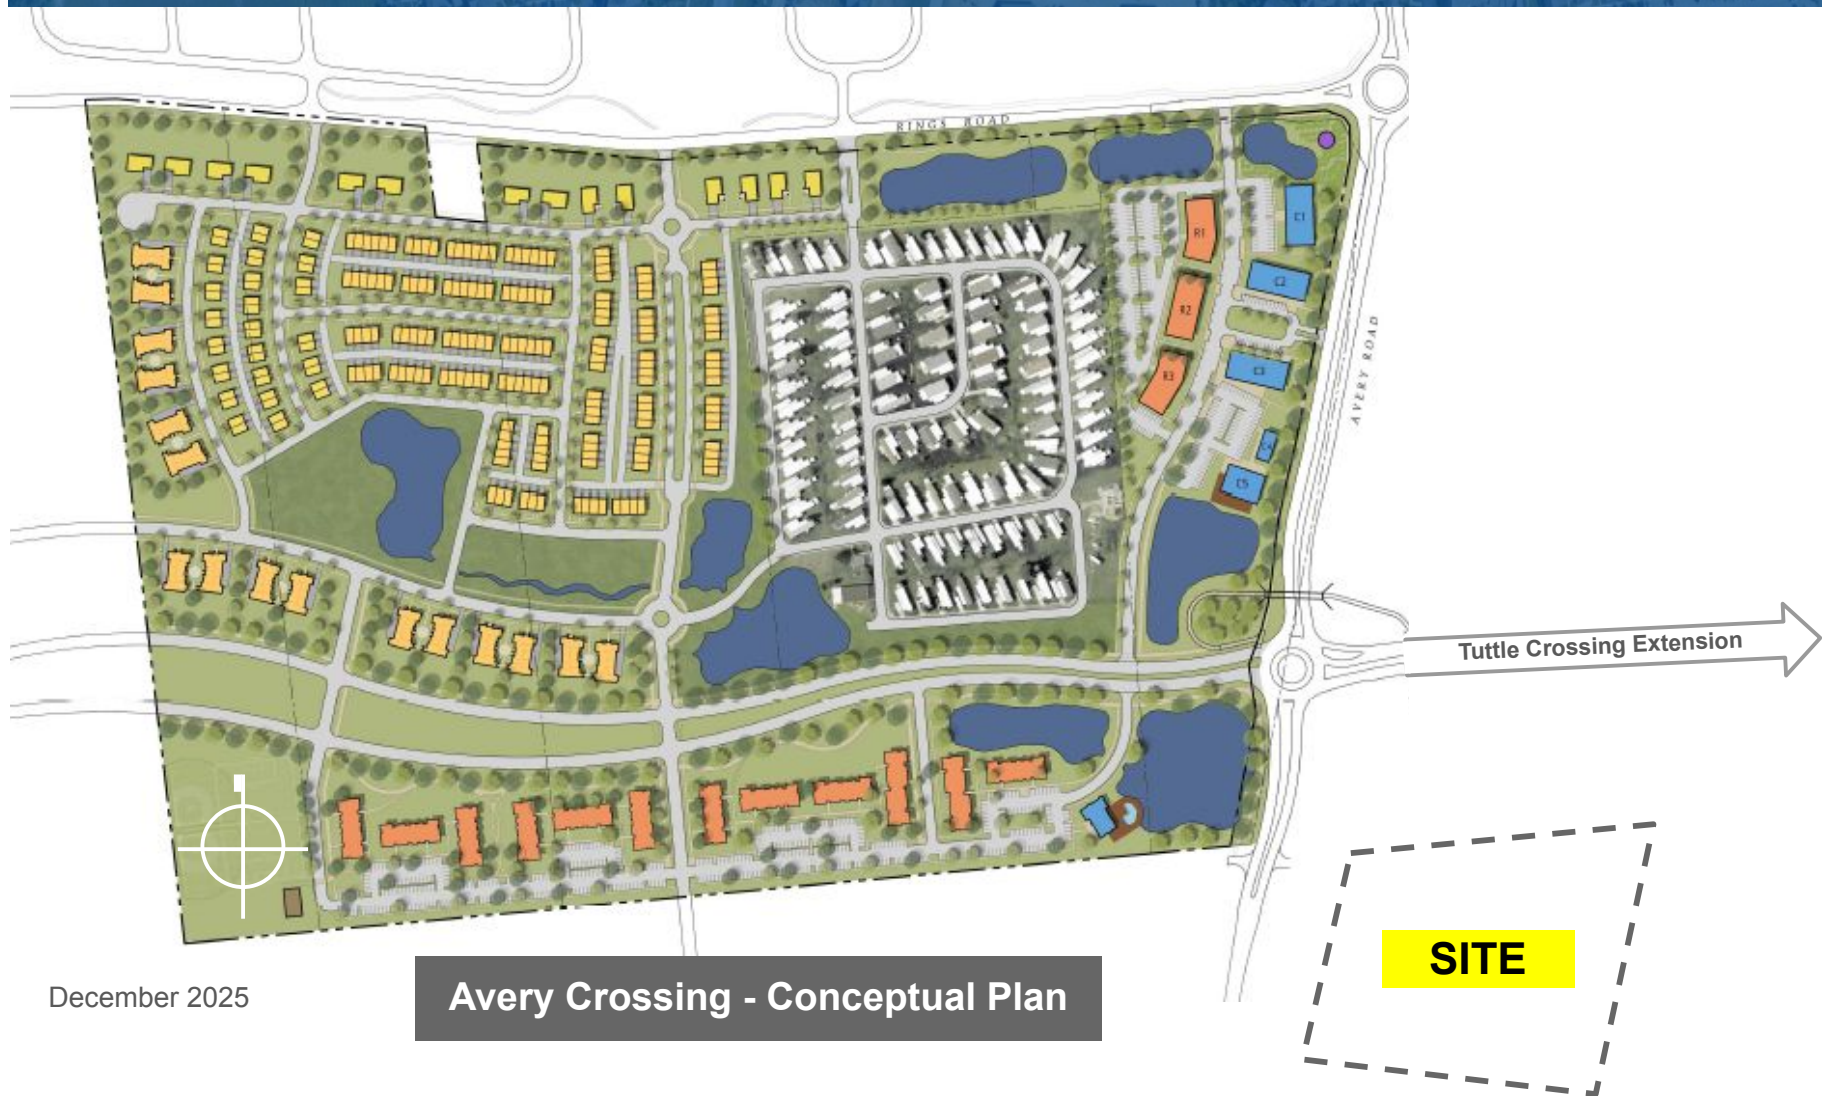 RINGS ROAD
R1
C1
R2
C2
AVERY ROAD
R3
C3
C5
Tuttle Crossing Extension
SITE
December 2025
Avery Crossing - Conceptual Plan